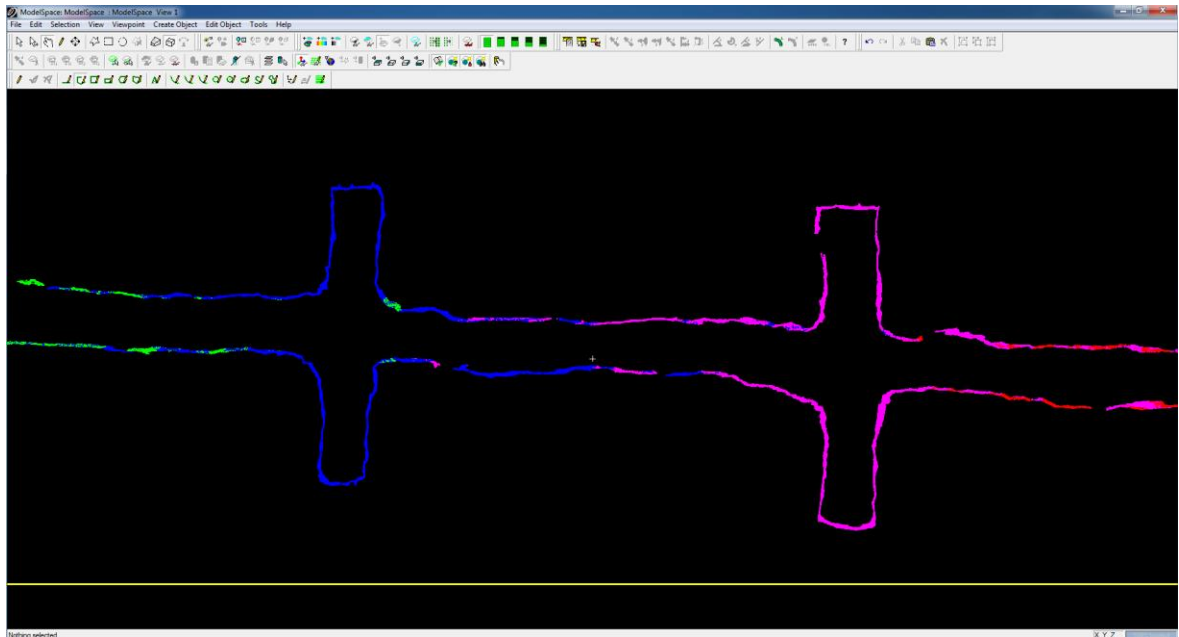 ModelSpace: ModelSpace : ModelSpace View 1
File Edit Selection View Viewpoint Create Object Edit Object Tools Help
Nothing selected
X Y Z